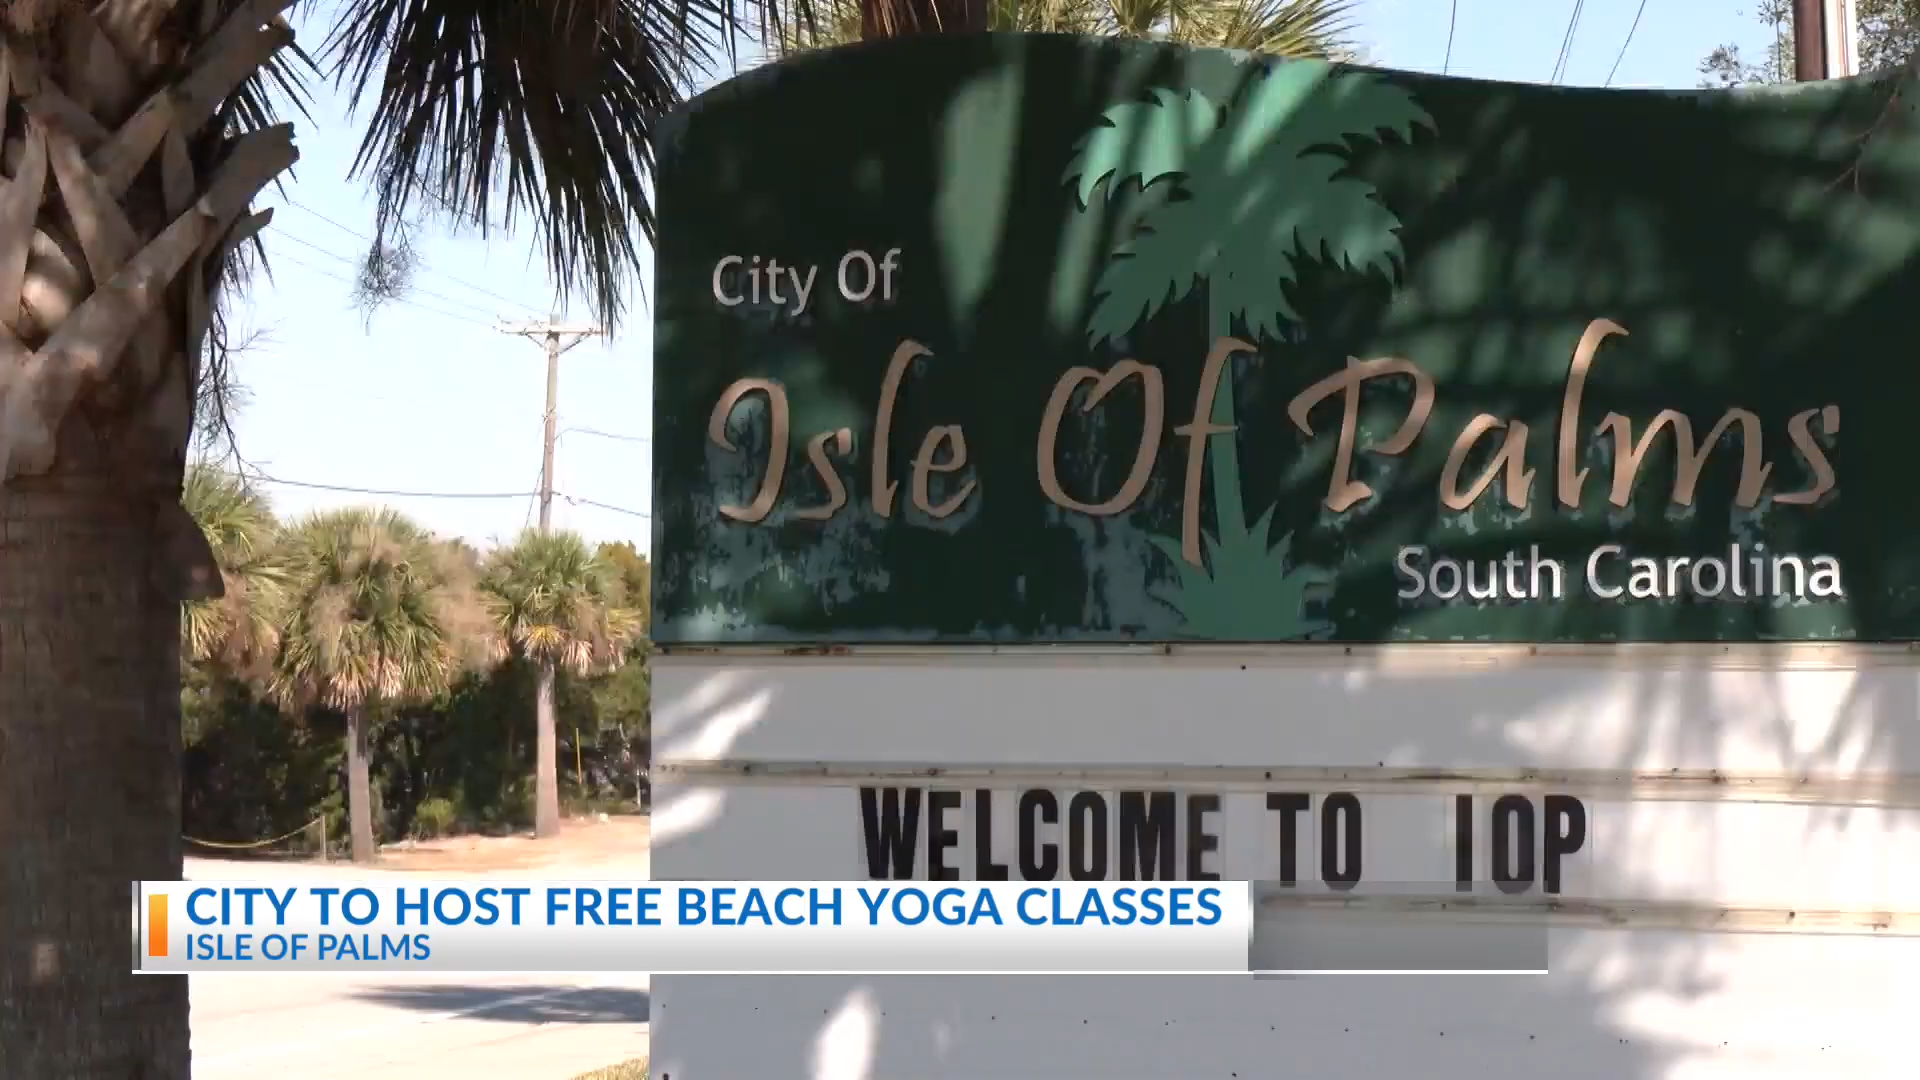 City Of
Isle Of Palms
South Carolina
WELCOME TO IOP
CITY TO HOST FREE BEACH YOGA CLASSES
ISLE OF PALMS